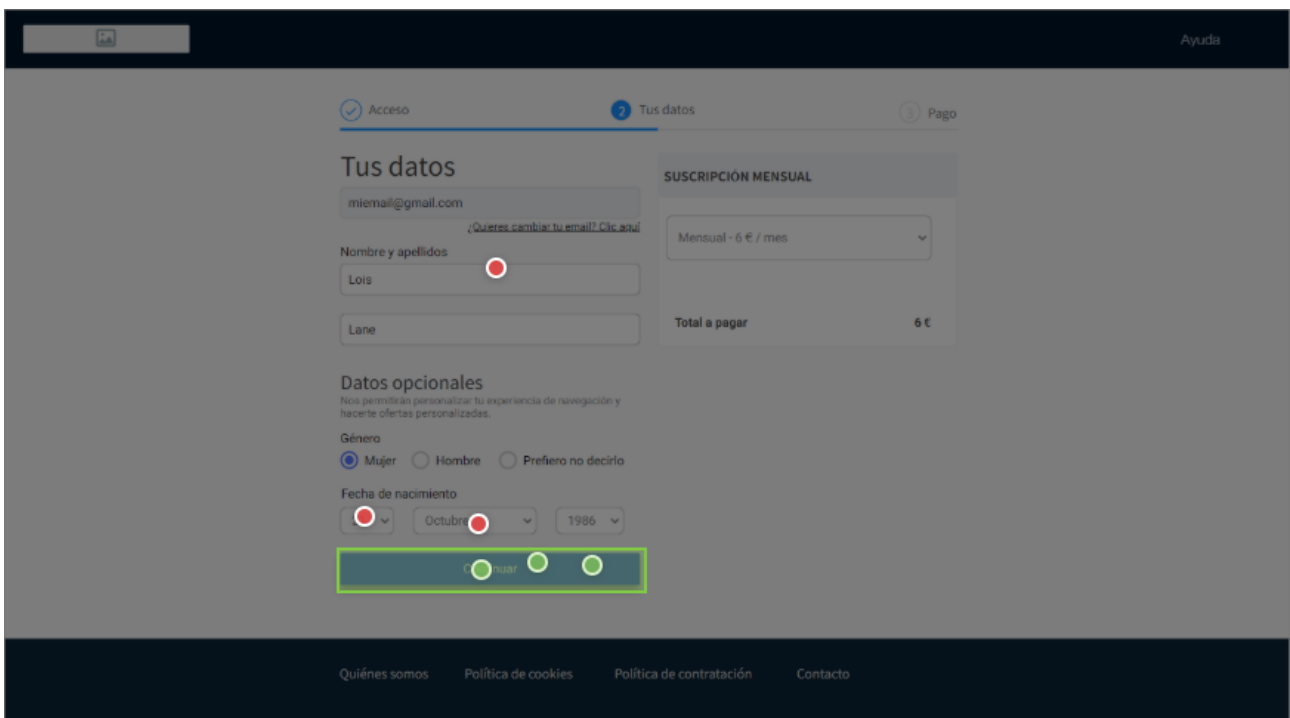 Ayuda
Acceso
2 Tus datos
3 Pago
Tus datos
SUSCRIPCIÓN MENSUAL
miemail@gmail.com
¿Quieres cambiar tu email? Clic aquí
Mensual - 6 € / mes
Nombre y apellidos
Lois
Total a pagar 6 €
Lane
Datos opcionales
Nos permitirán personalizar tu experiencia de navegación y
hacerte ofertas personalizadas.
Género
Mujer Hombre Prefiero no decirlo
Fecha de nacimiento
Octubre 1986
Quiénes somos Política de cookies Política de contratación Contacto